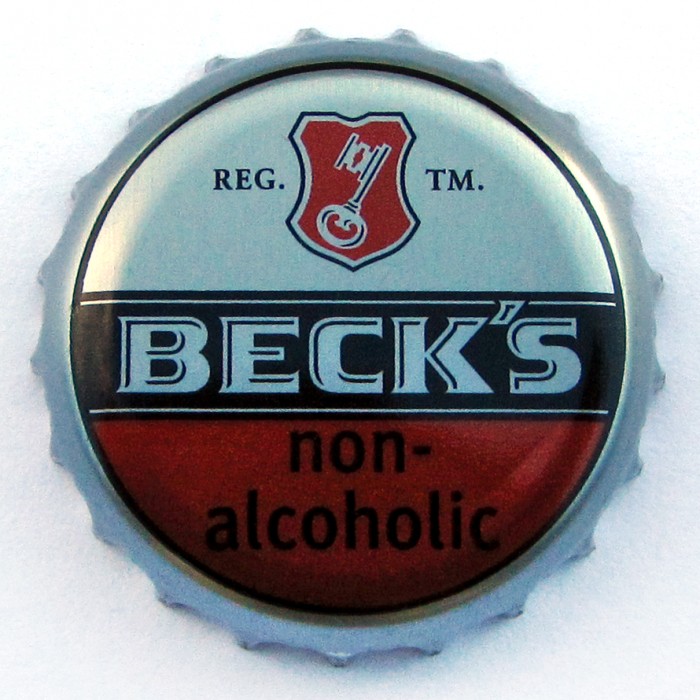 REG. TM.
BECK'S
non-
alcoholic